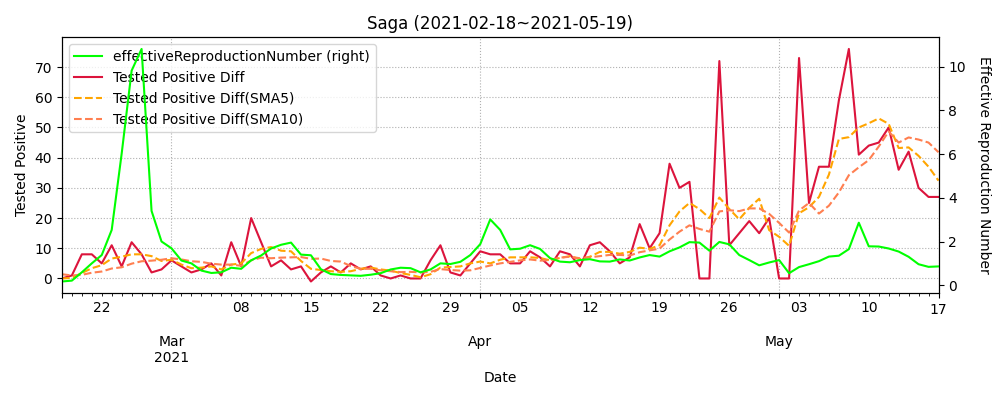 Saga (2021-02-18~2021-05-19)
effectiveReproductionNumber (right)
Tested Positive Diff
Tested Positive Diff(SMA5)
Tested Positive Diff(SMA10)
Tested Positive
0
10
20
30
40
50
60
70
Effective Reproduction Number
0
2
4
6
8
10
22 08 15 22 29 05 12 19 26 03 10 17
Mar Apr May
2021
Date